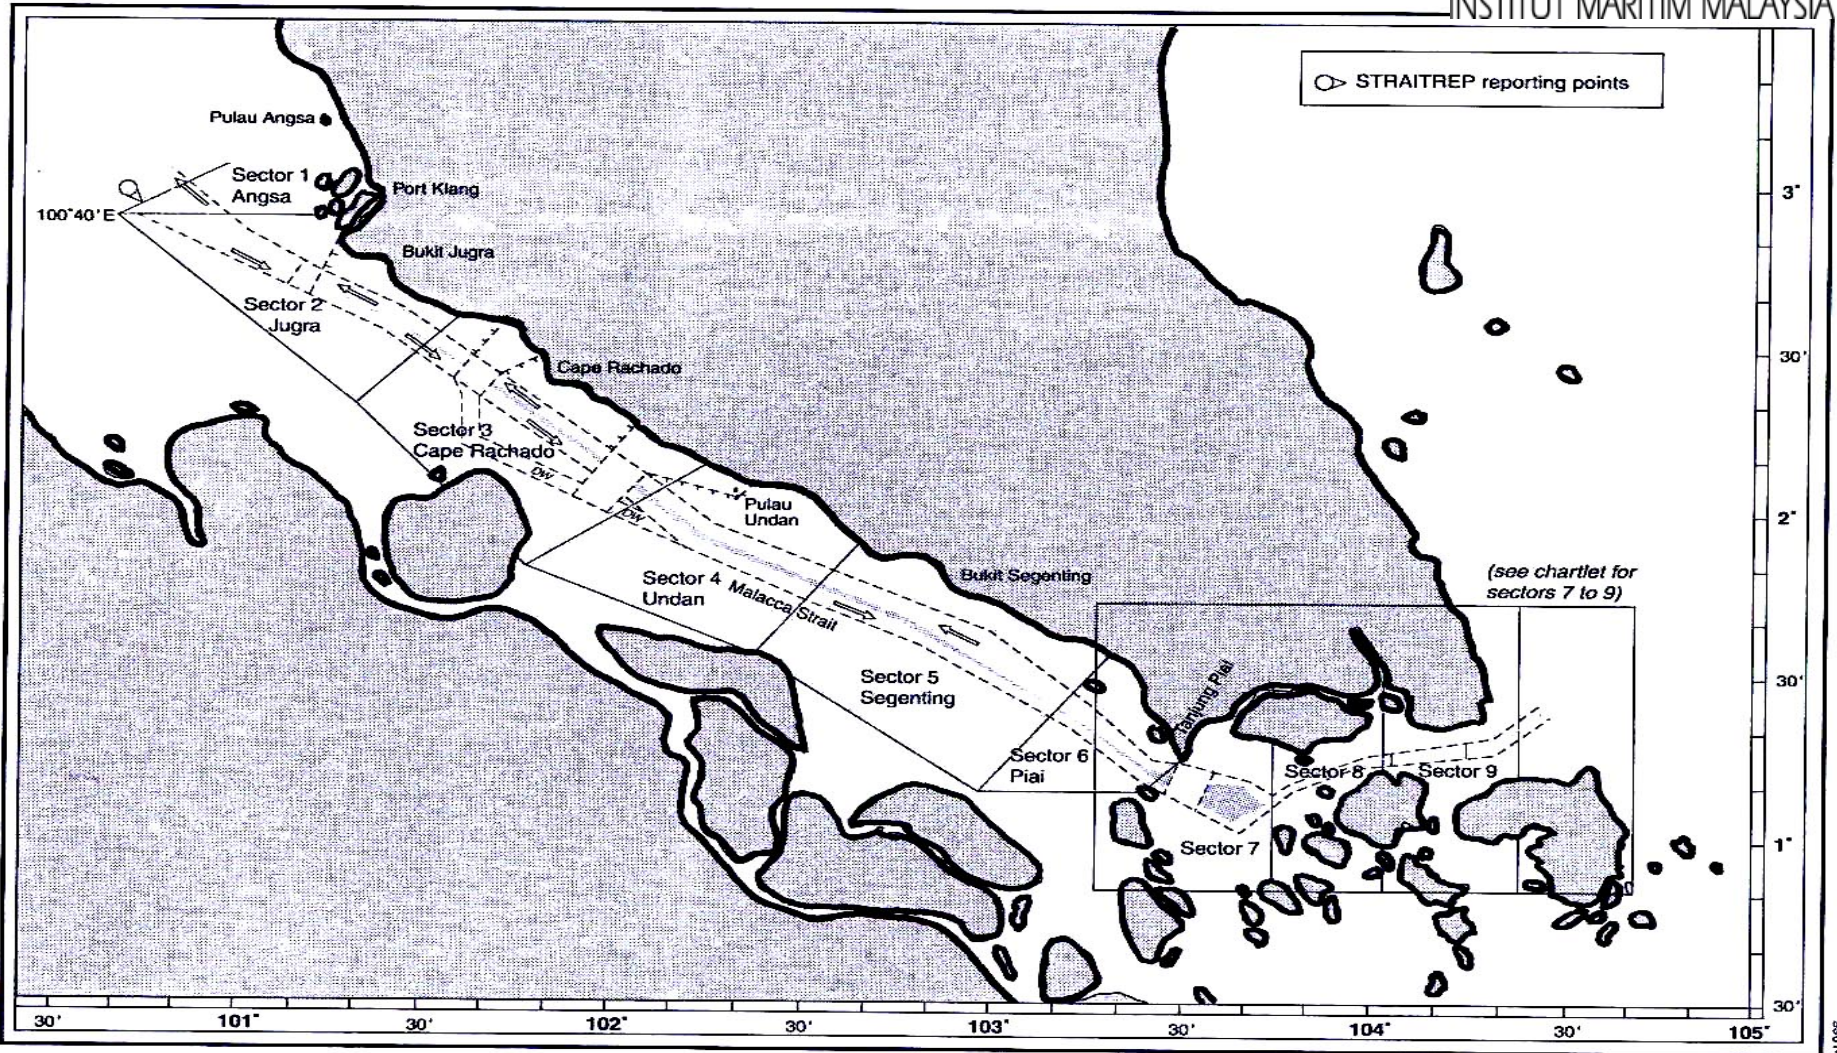 INSTITUT MARITIM MALAYSIA
STRAITREP reporting points
Pulau Angsa
Sector 1
Angsa
Port Klang
100°40'E
3°
Bukit Jugra
Sector 2
Jugra
30'
Cape Rachado
Sector 3
Cape Rachado
DW
Pulau
Undan
DW
2°
Sector 4
Undan
Malacca Strait
Bukit Segenting
(see chartlet for
sectors 7 to 9)
Sector 5
Segenting
Tanjung Piai
30'
Sector 6
Piai
Sector 8
Sector 9
Sector 7
1°
30'
30'
101°
30'
102°
30'
103°
30'
104°
30'
105°